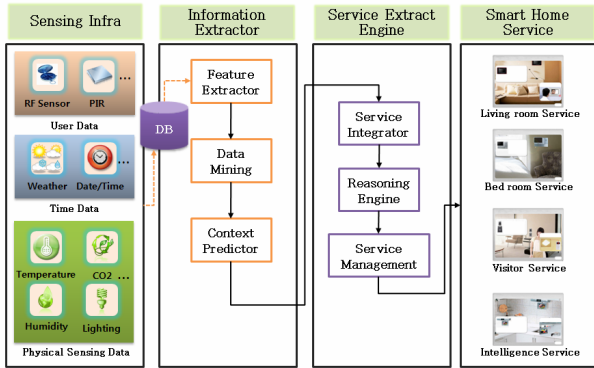 Sensing Infra
Information
Extractor
Service Extract
Engine
Smart Home
Service
RF Sensor
PIR
...
User Data
Weather
Date/Time
...
Time Data
Temperature
CO2
...
Humidity
Lighting
Physical Sensing Data
DB
Feature
Extractor
Data
Mining
Context
Predictor
Service
Integrator
Reasoning
Engine
Service
Management
Living room Service
Bed room Service
Visitor Service
Intelligence Service